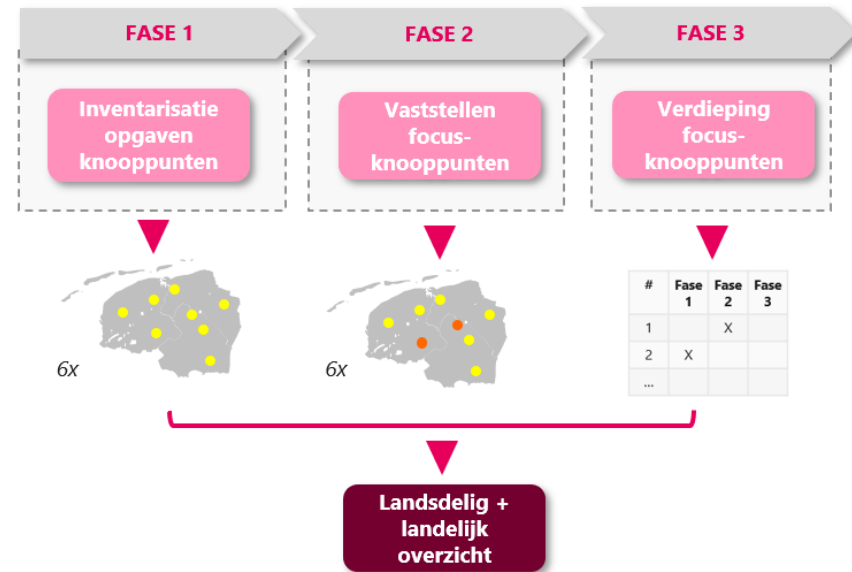 FASE 1
FASE 2
FASE 3
Inventarisatie
opgaven
knooppunten
Vaststellen
focus-
knooppunten
Verdieping
focus-
knooppunten
6x
6x
# Fase 1 Fase 2 Fase 3
1 X
2 X
...
Landsdelig +
landelijk
overzicht